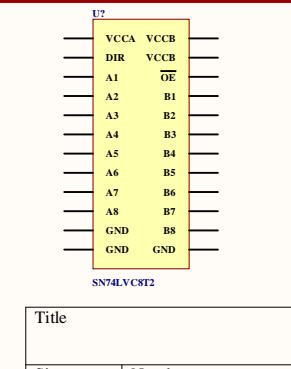 U?
VCCA VCCB
DIR VCCB
A1 OE
A2 B1
A3 B2
A4 B3
A5 B4
A6 B5
A7 B6
A8 B7
GND B8
GND GND
SN74LVC8T2
Title